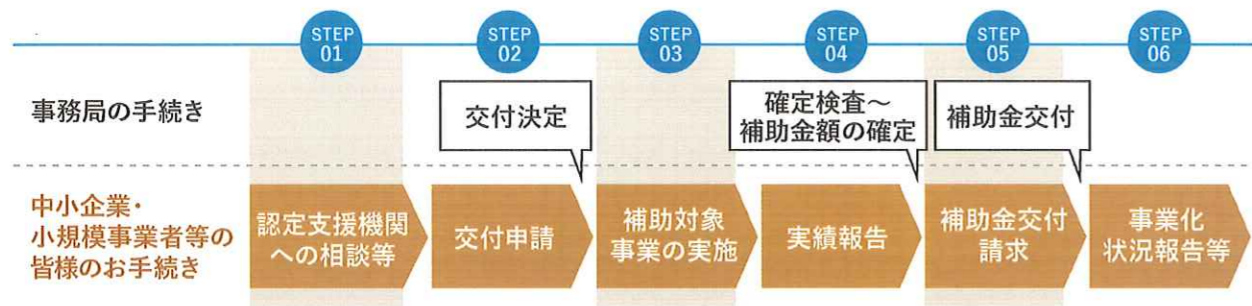 STEP
01
STEP
02
STEP
03
STEP
04
STEP
05
STEP
06
事務局の手続き
交付決定
確定検査～
補助金額の確定
補助金交付
中小企業・
小規模事業者等の
皆様のお手続き
認定支援機関
への相談等
交付申請
補助対象
事業の実施
実績報告
補助金交付
請求
事業化
状況報告等